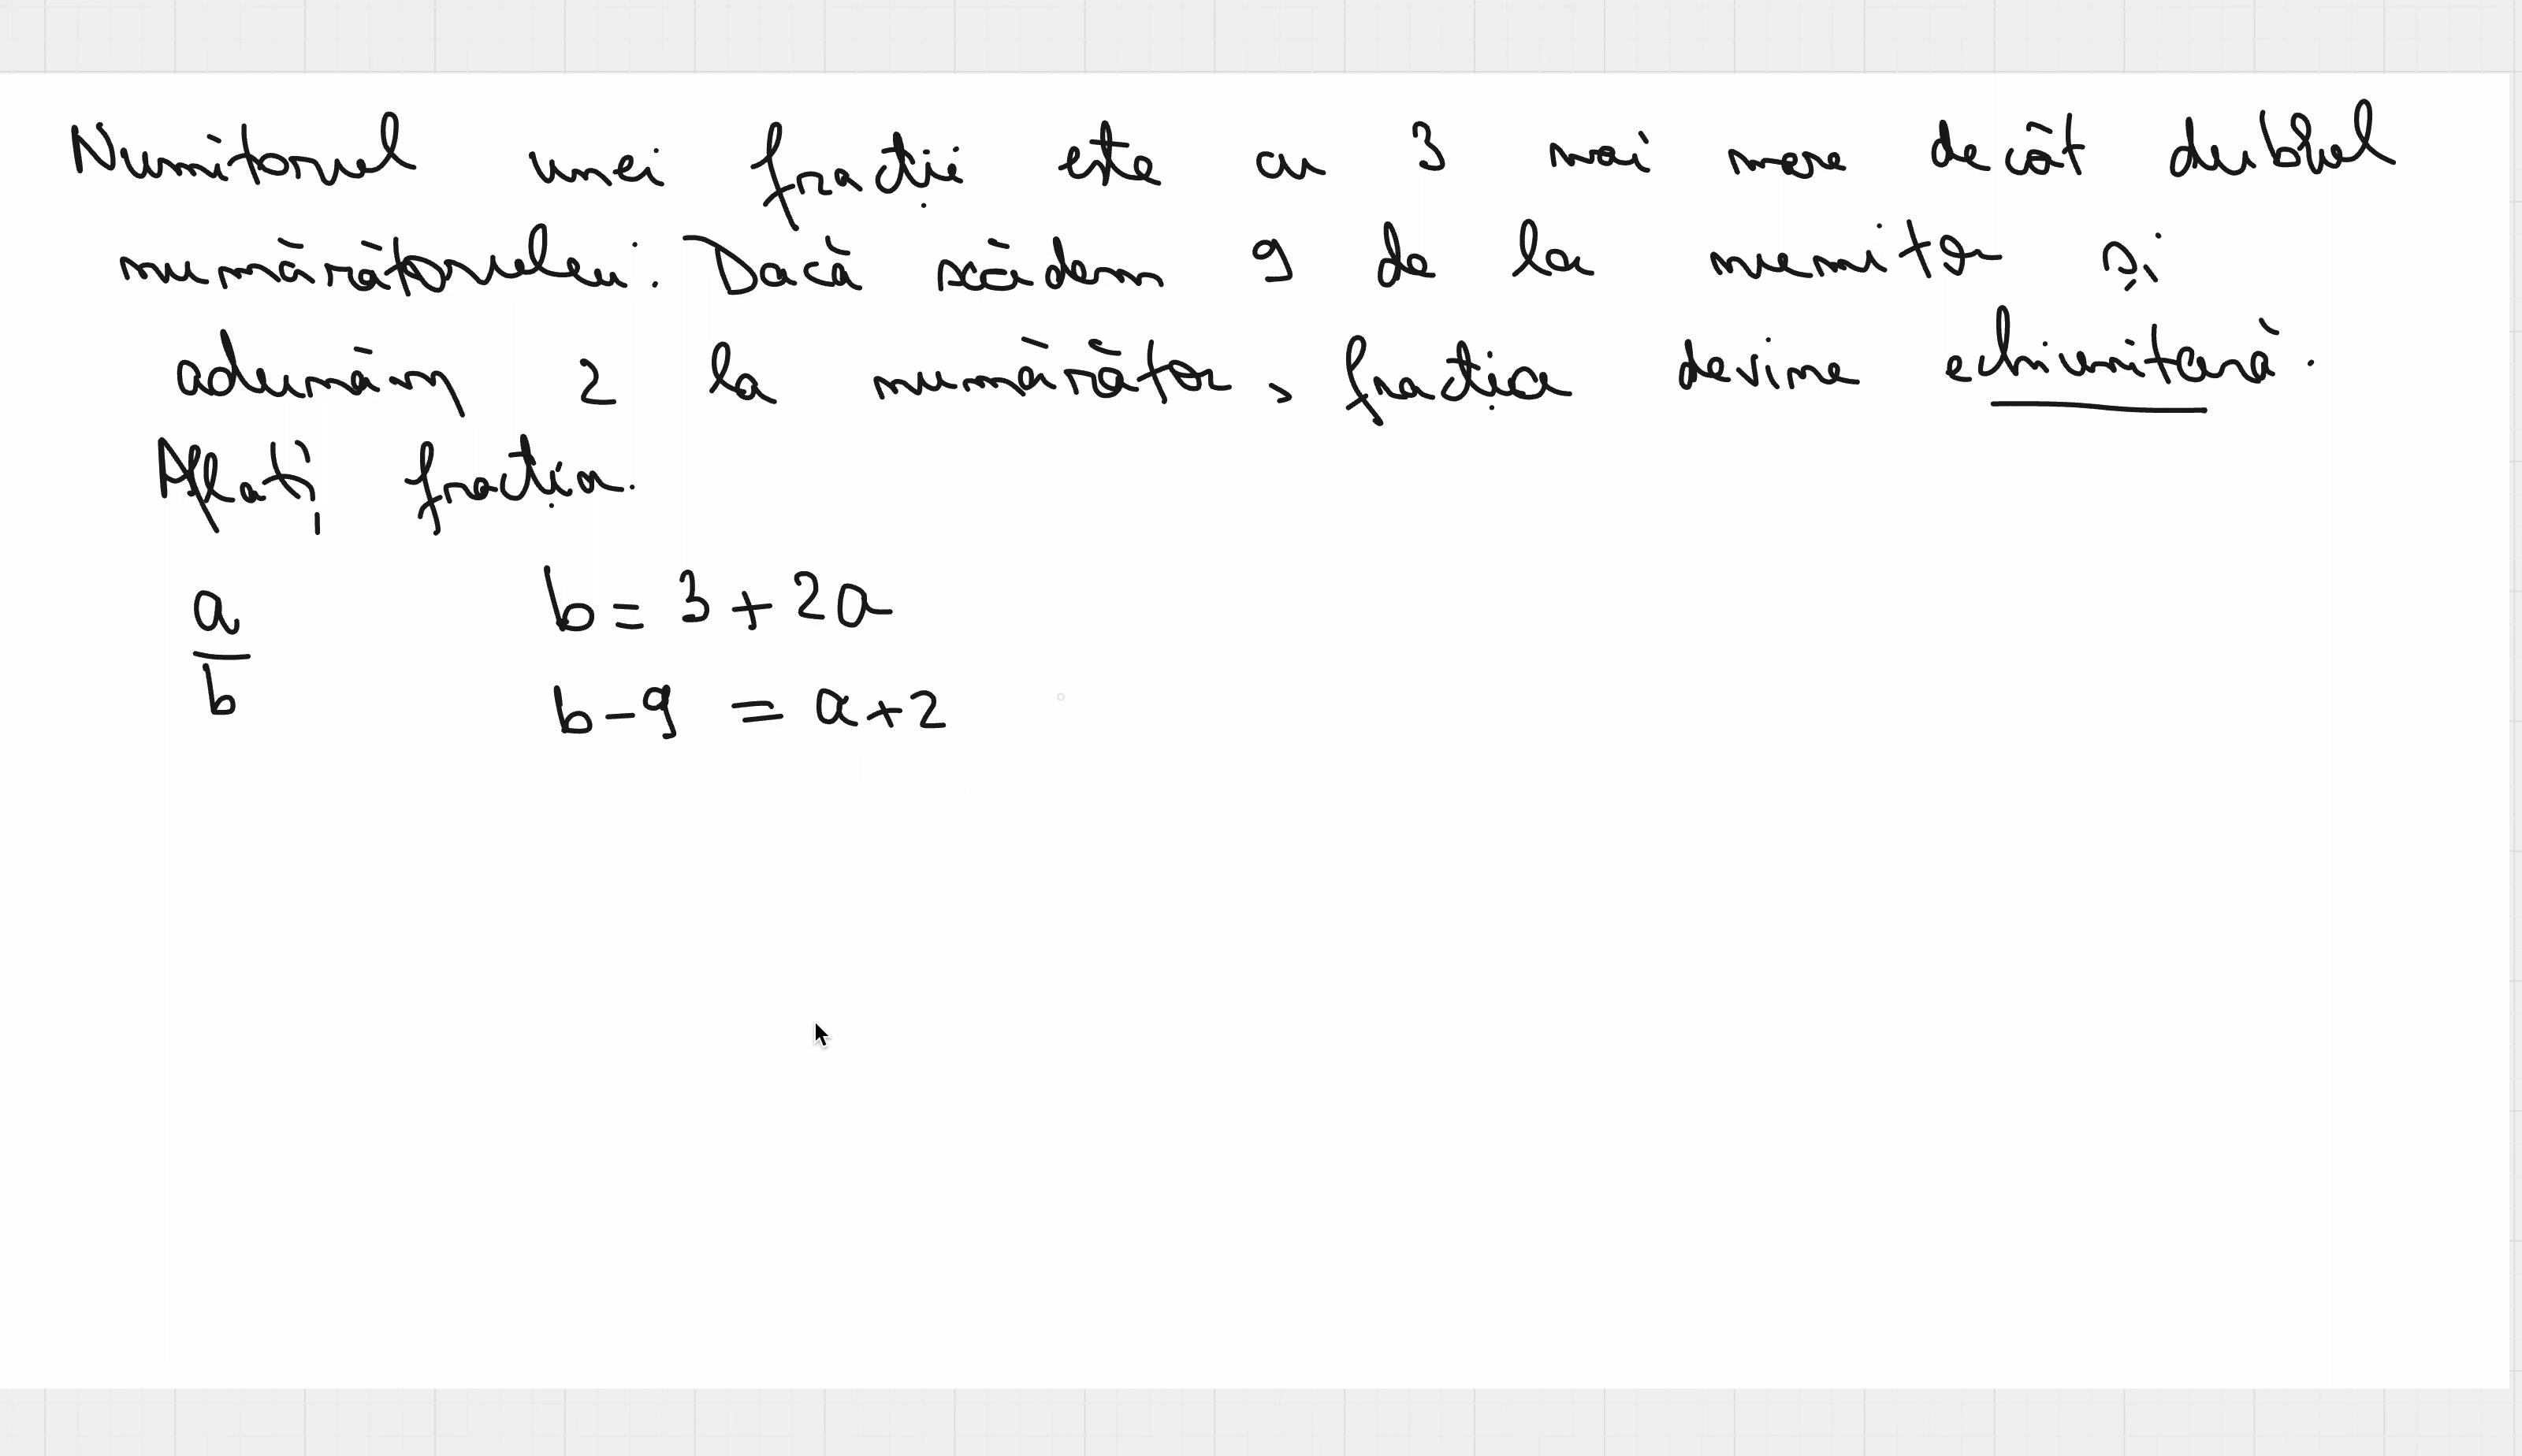 Numitorul unei fracții este cu 3 mai mare decât dublul
numărătorului. Dacă scădem 9 de la numitor și
adunăm 2 la numărător, fracția devine echiunitară.
Aflați fracția.
a b = 3 + 2a
b b - 9 = a + 2